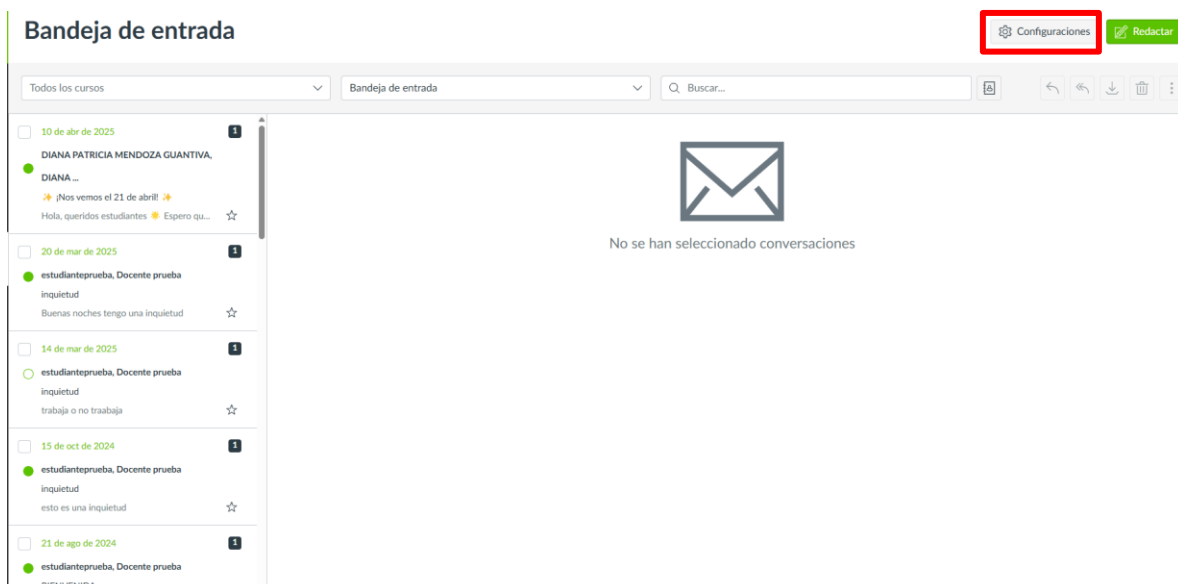 Bandeja de entrada
Configuraciones
Redactar
Todos los cursos
Bandeja de entrada
Buscar...
10 de abr de 2025
1
DIANA PATRICIA MENDOZA GUANTIVA,
DIANA ...
✨ ¡Nos vemos el 21 de abril! ✨
Hola, queridos estudiantes ☀️ Espero qu...
20 de mar de 2025
1
estudianteprueba, Docente prueba
inquietud
Buenas noches tengo una inquietud
14 de mar de 2025
1
estudianteprueba, Docente prueba
inquietud
trabaja o no traabaja
15 de oct de 2024
1
estudianteprueba, Docente prueba
inquietud
esto es una inquietud
21 de ago de 2024
1
estudianteprueba, Docente prueba
No se han seleccionado conversaciones